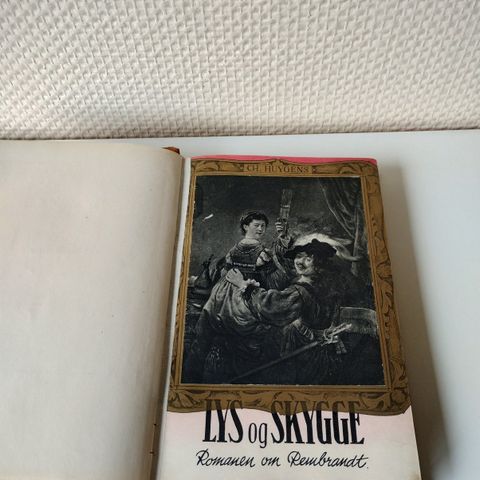 CH. HUYGENS
LYS og SKYGGE
Romanen om Rembrandt.